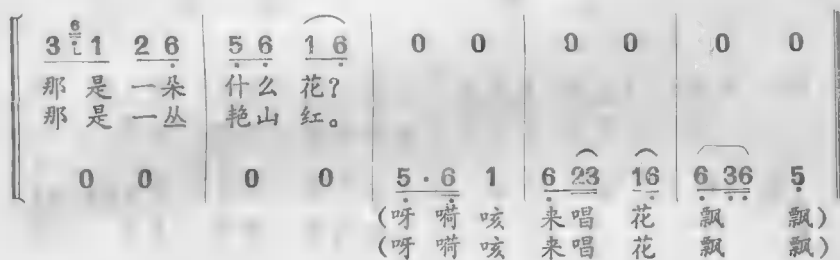 3 6 i 1 2 6 | 5 6 1 6 | 0 0 | 0 0 | 0 0
那是一朵 什么花?
那是一丛 艳山红。
0 0 | 0 0 | 5·6 1 | 6 23 16 | 6 36 5
(呀嗬咳 来唱花飘飘)
(呀嗬咳 来唱花飘飘)